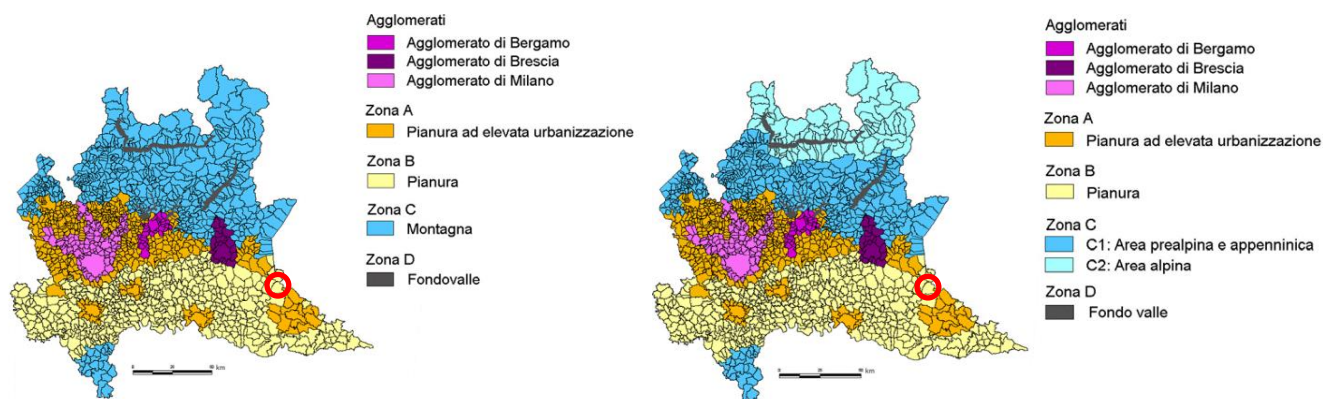 Agglomerati
Agglomerato di Bergamo
Agglomerato di Brescia
Agglomerato di Milano
Zona A
Pianura ad elevata urbanizzazione
Zona B
Pianura
Zona C
Montagna
Zona D
Fondovalle
km
Agglomerati
Agglomerato di Bergamo
Agglomerato di Brescia
Agglomerato di Milano
Zona A
Pianura ad elevata urbanizzazione
Zona B
Pianura
Zona C
C1: Area prealpina e appenninica
C2: Area alpina
Zona D
Fondo valle
km